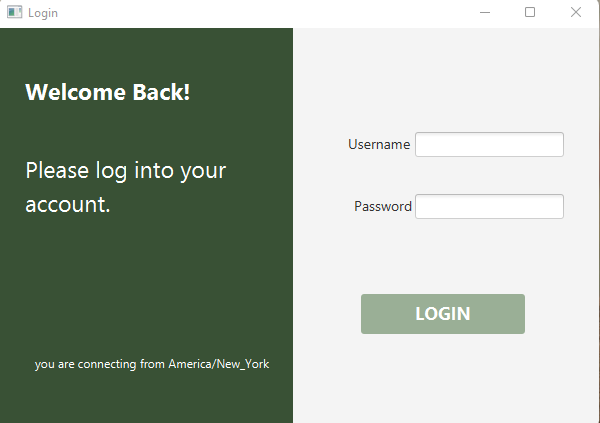 Login
Welcome Back!
Please log into your
account.
you are connecting from America/New_York
Username
Password
LOGIN